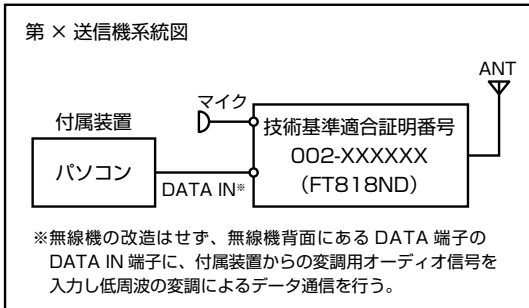 第 × 送信機系統図
ANT
マイク
付属装置
技術基準適合証明番号
002-XXXXXX
(FT818ND)
パソコン
DATA IN※
※無線機の改造はせず、無線機背面にある DATA 端子の
DATA IN 端子に、付属装置からの変調用オーディオ信号を
入力し低周波の変調によるデータ通信を行う。